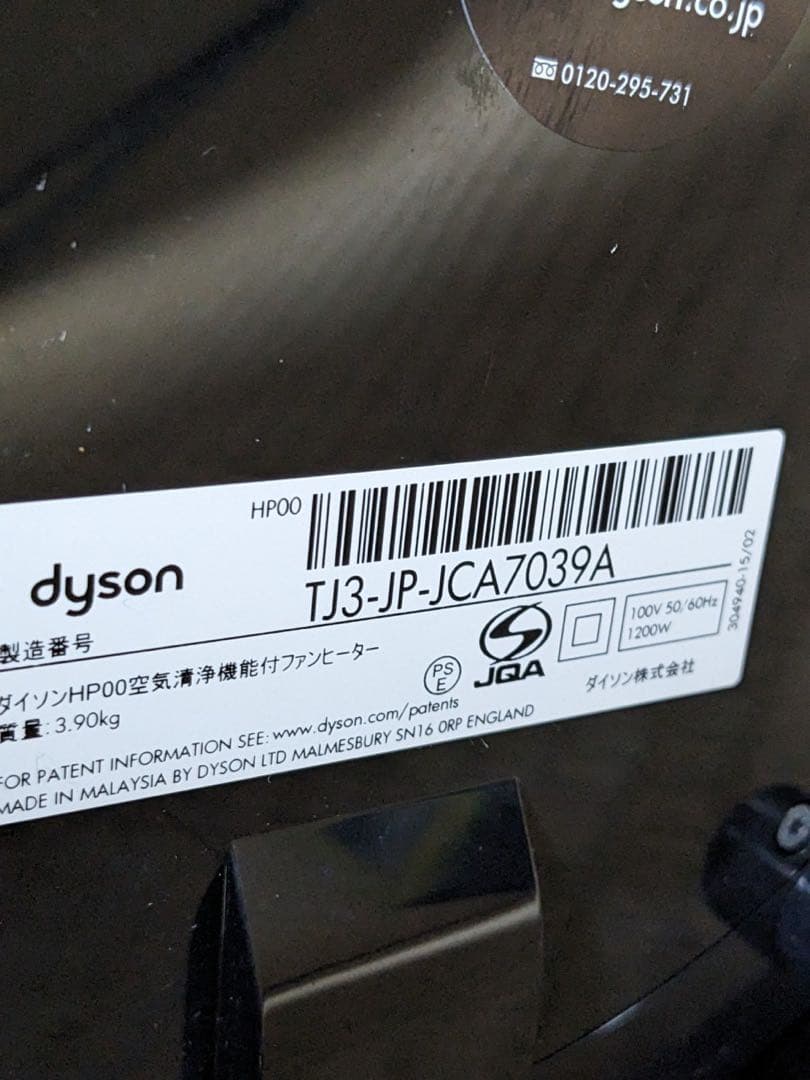 .co.jp
0120-295-731
HP00
dyson
TJ3-JP-JCA7039A
製造番号
ダイソンHP00空気清浄機能付ファンヒーター
質量: 3.90kg
PS
E
JQA
100V 50/60Hz
1200W
ダイソン株式会社
304940-15/02
FOR PATENT INFORMATION SEE: www.dyson.com/patents
MADE IN MALAYSIA BY DYSON LTD MALMESBURY SN16 0RP ENGLAND